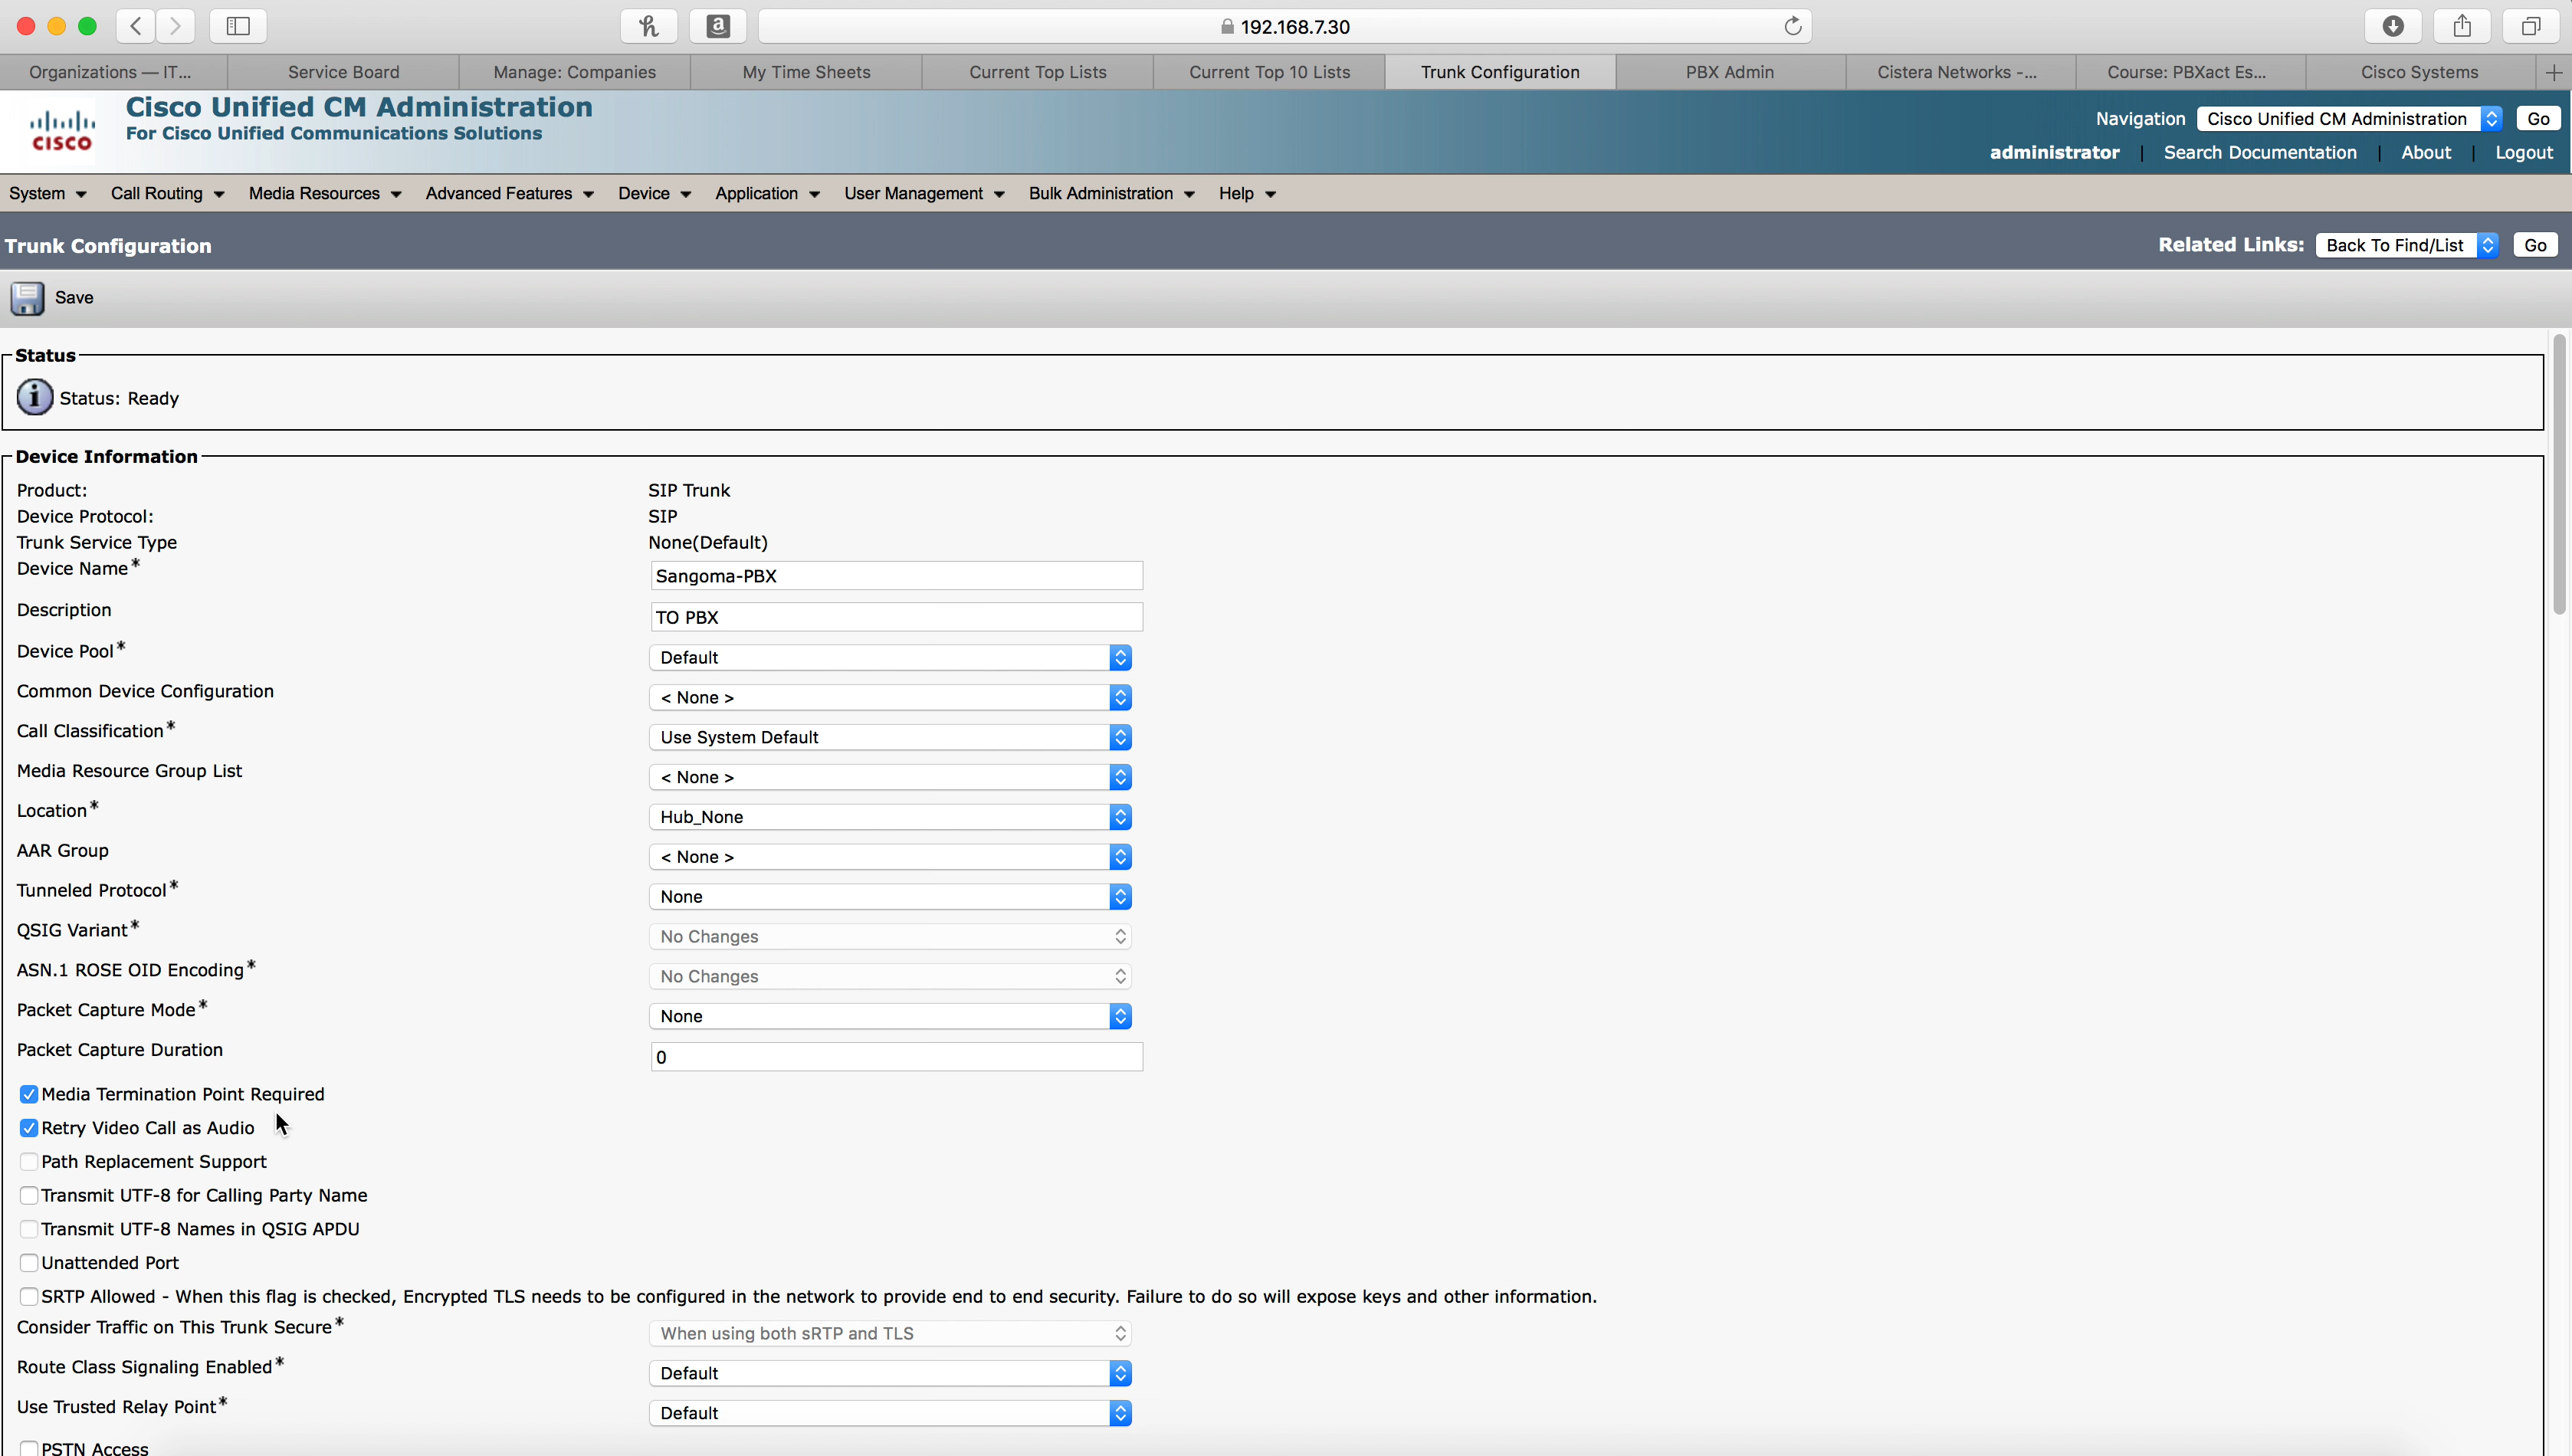 192.168.7.30
Organizations — IT... Service Board Manage: Companies My Time Sheets Current Top Lists Current Top 10 Lists Trunk Configuration PBX Admin Cistera Networks -... Course: PBXact Es... Cisco Systems
CISCO
Cisco Unified CM Administration
For Cisco Unified Communications Solutions
Navigation Cisco Unified CM Administration Go
administrator | Search Documentation | About | Logout
System Call Routing Media Resources Advanced Features Device Application User Management Bulk Administration Help
Trunk Configuration Related Links: Back To Find/List Go
Save
Status
Status: Ready
Device Information
Product: SIP Trunk
Device Protocol: SIP
Trunk Service Type None(Default)
Device Name* Sangoma-PBX
Description TO PBX
Device Pool* Default
Common Device Configuration < None >
Call Classification* Use System Default
Media Resource Group List < None >
Location* Hub_None
AAR Group < None >
Tunneled Protocol* None
QSIG Variant* No Changes
ASN.1 ROSE OID Encoding* No Changes
Packet Capture Mode* None
Packet Capture Duration 0
Media Termination Point Required
Retry Video Call as Audio
Path Replacement Support
Transmit UTF-8 for Calling Party Name
Transmit UTF-8 Names in QSIG APDU
Unattended Port
SRTP Allowed - When this flag is checked, Encrypted TLS needs to be configured in the network to provide end to end security. Failure to do so will expose keys and other information.
Consider Traffic on This Trunk Secure* When using both sRTP and TLS
Route Class Signaling Enabled* Default
Use Trusted Relay Point* Default
PSTN Access